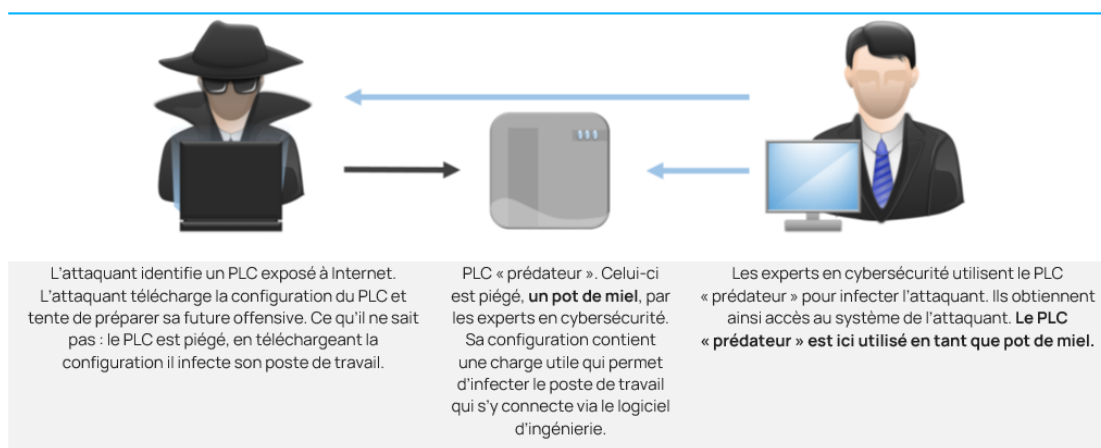 L'attaquant identifie un PLC exposé à Internet.
L'attaquant télécharge la configuration du PLC et
tente de préparer sa future offensive. Ce qu'il ne sait
pas : le PLC est piégé, en téléchargeant la
configuration il infecte son poste de travail.
PLC « prédateur ». Celui-ci
est piégé, un pot de miel, par
les experts en cybersécurité.
Sa configuration contient
une charge utile qui permet
d'infecter le poste de travail
qui s'y connecte via le logiciel
d'ingénierie.
Les experts en cybersécurité utilisent le PLC
« prédateur » pour infecter l'attaquant. Ils obtiennent
ainsi accès au système de l'attaquant. Le PLC
« prédateur » est ici utilisé en tant que pot de miel.